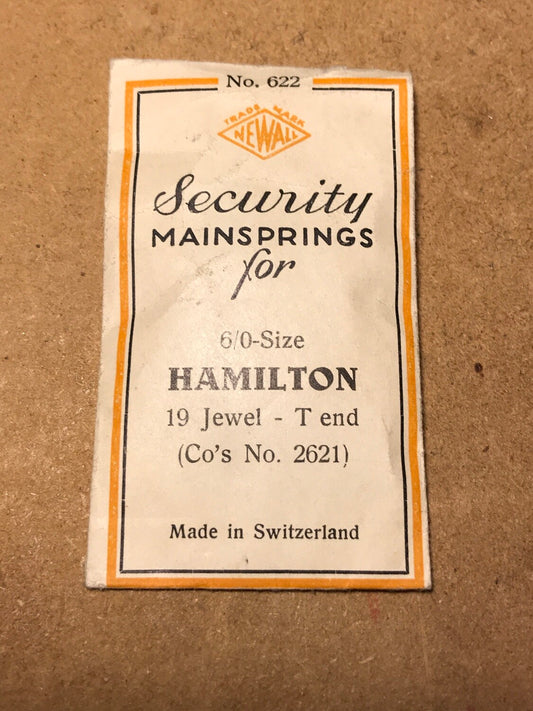 No. 622
TRADE MARK
NEWALL
Security
MAINSPRINGS
for
6/0-Size
HAMILTON
19 Jewel - T end
(Co's No. 2621)
Made in Switzerland